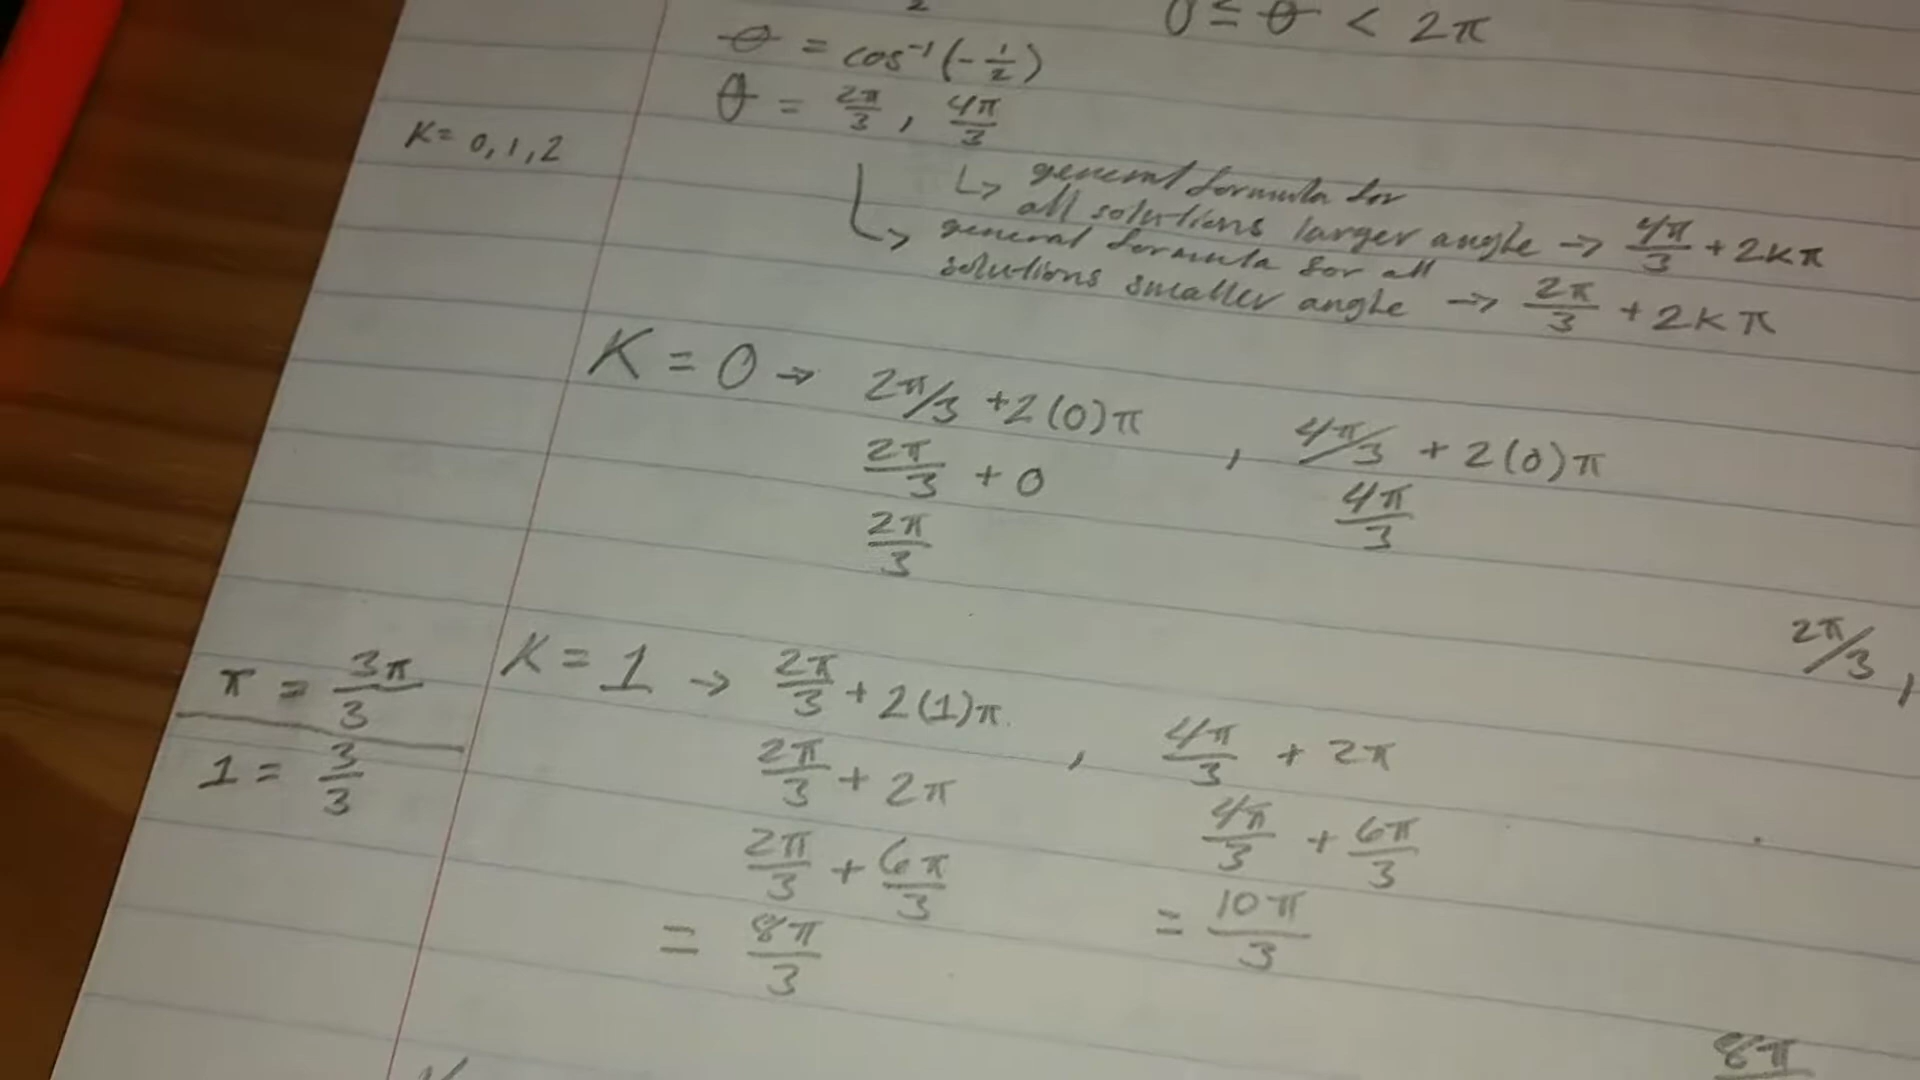 2
0 ≤ θ < 2π
θ = cos⁻¹(-1/2)
θ = 2π/3, 4π/3
K = 0, 1, 2
↳ general formula for
all solutions larger angle → 4π/3 + 2Kπ
↳ general formula for all
solutions smaller angle → 2π/3 + 2Kπ
K = 0 → 2π/3 + 2(0)π , 4π/3 + 2(0)π
2π/3 + 0
4π/3
2π/3
2π/3,
π = 3π/3
1 = 3/3
K = 1 → 2π/3 + 2(1)π , 4π/3 + 2π
2π/3 + 2π
4π/3 + 6π/3
2π/3 + 6π/3
= 10π/3
= 8π/3
8π